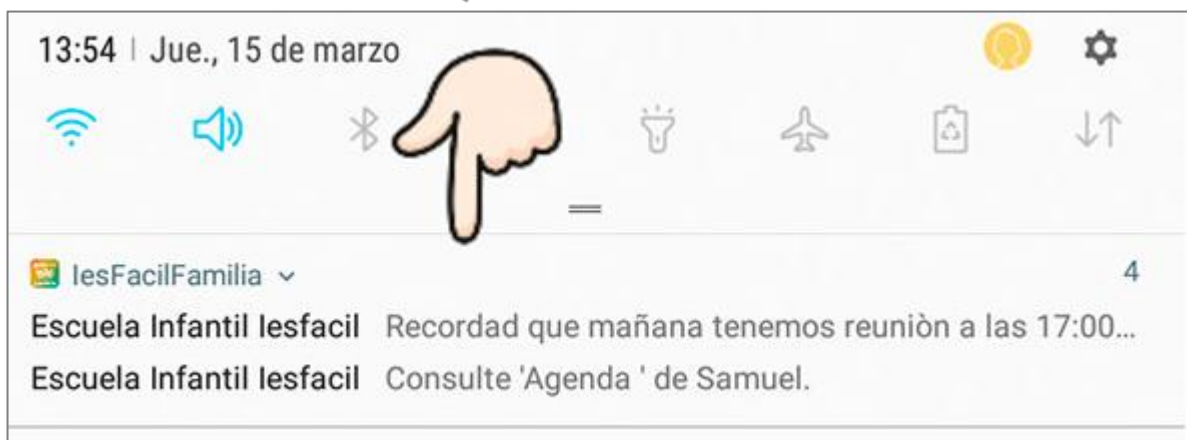 13:54 | Jue., 15 de marzo
IesFacilFamilia 4
Escuela Infantil Iesfacil Recordad que mañana tenemos reuniòn a las 17:00...
Escuela Infantil Iesfacil Consulte 'Agenda ' de Samuel.